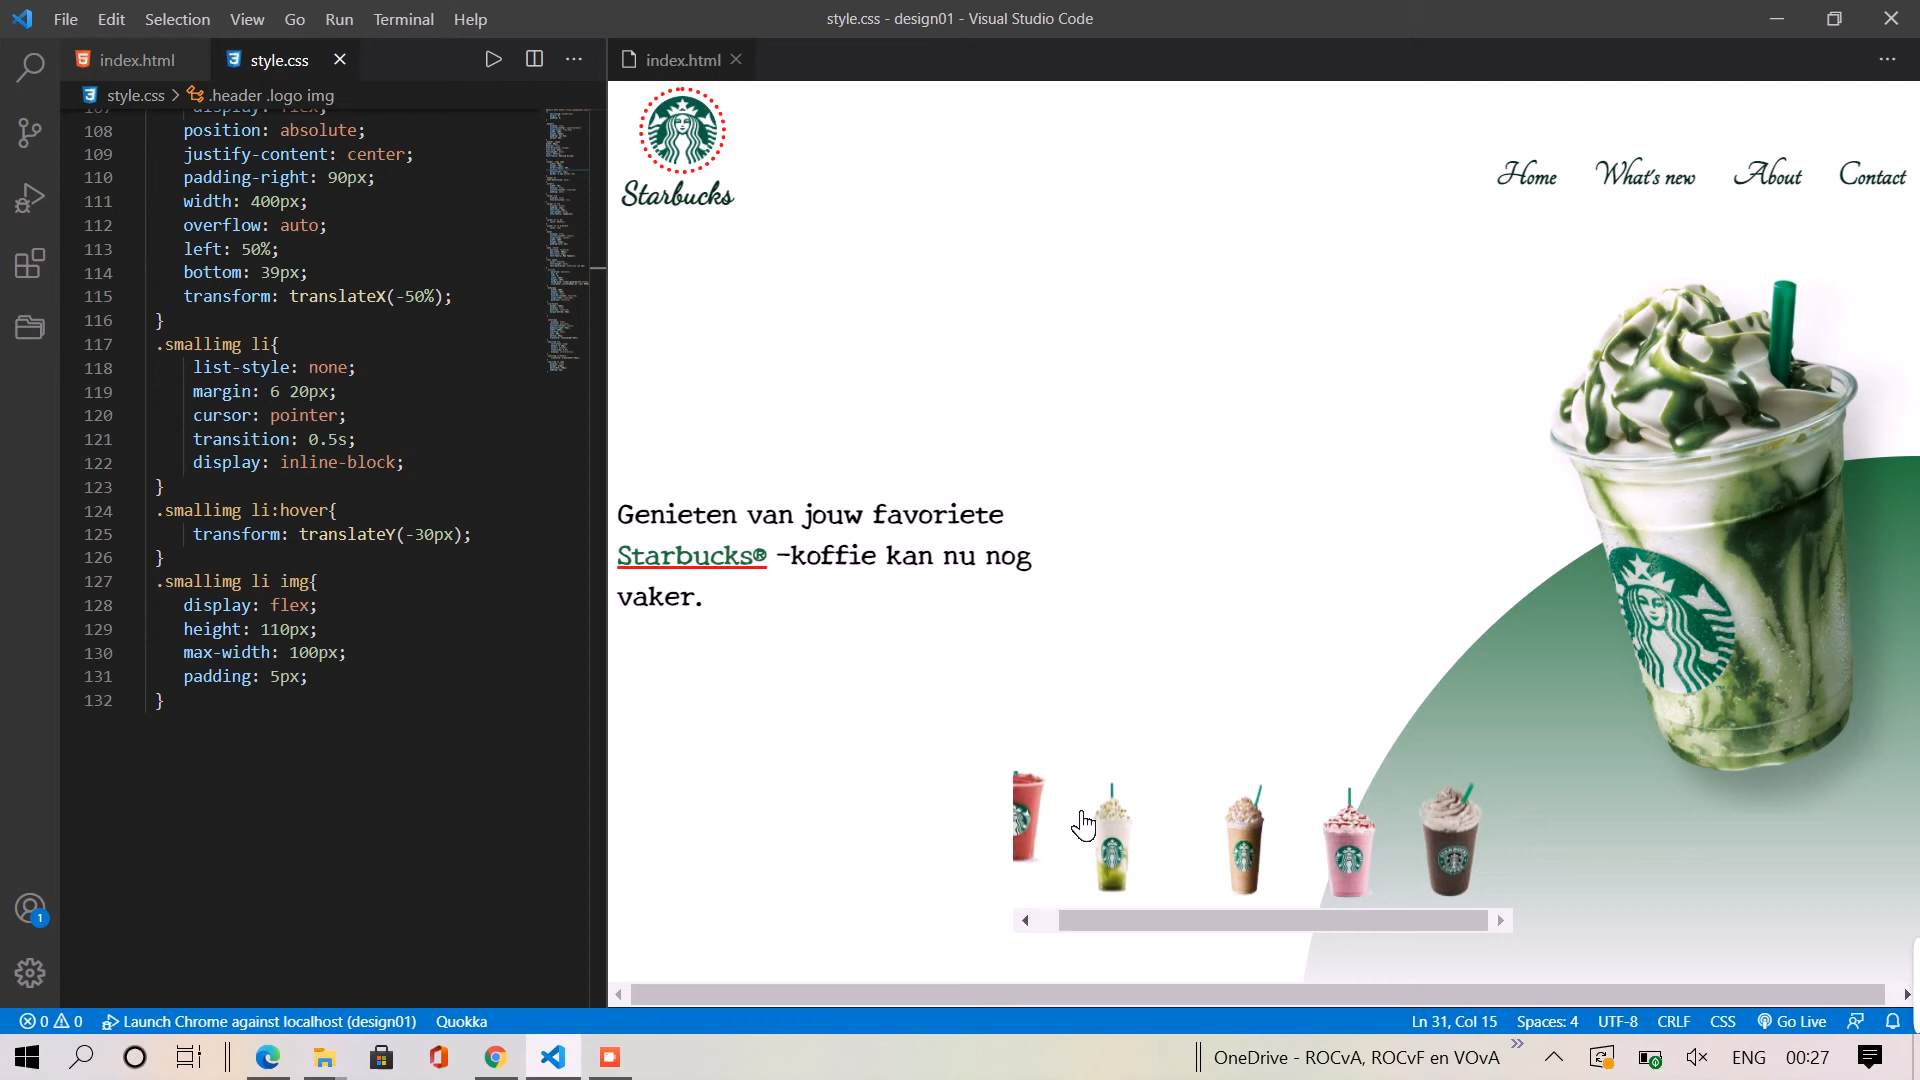 File Edit Selection View Go Run Terminal Help
style.css - design01 - Visual Studio Code
index.html
style.css
index.html
style.css > .header .logo img
108 position: absolute;
109 justify-content: center;
110 padding-right: 90px;
111 width: 400px;
112 overflow: auto;
113 left: 50%;
114 bottom: 39px;
115 transform: translateX(-50%);
116 }
117 .smallimg li{
118 list-style: none;
119 margin: 6 20px;
120 cursor: pointer;
121 transition: 0.5s;
122 display: inline-block;
123 }
124 .smallimg li:hover{
125 transform: translateY(-30px);
126 }
127 .smallimg li img{
128 display: flex;
129 height: 110px;
130 max-width: 100px;
131 padding: 5px;
132 }
Starbucks
Home What's new About Contact
Genieten van jouw favoriete
Starbucks® -koffie kan nu nog
vaker.
1
0 0 Launch Chrome against localhost (design01) Quokka
Ln 31, Col 15 Spaces: 4 UTF-8 CRLF CSS Go Live
OneDrive - ROCvA, ROCvF en VOvA
ENG 00:27